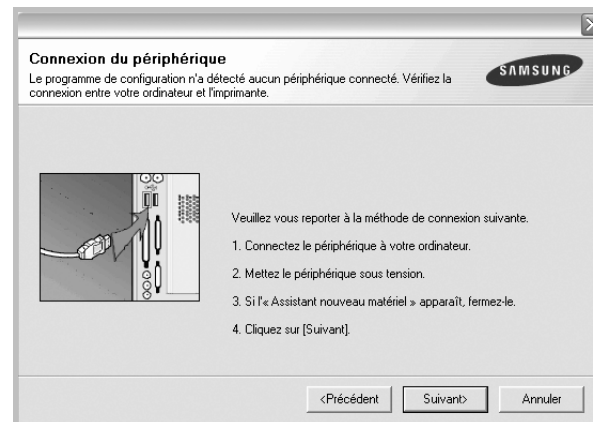 Connexion du périphérique
Le programme de configuration n'a détecté aucun périphérique connecté. Vérifiez la
connexion entre votre ordinateur et l'imprimante.
SAMSUNG
Veuillez vous reporter à la méthode de connexion suivante.
1. Connectez le périphérique à votre ordinateur.
2. Mettez le périphérique sous tension.
3. Si l'« Assistant nouveau matériel » apparaît, fermez-le.
4. Cliquez sur [Suivant].
<Précédent
Suivant>
Annuler